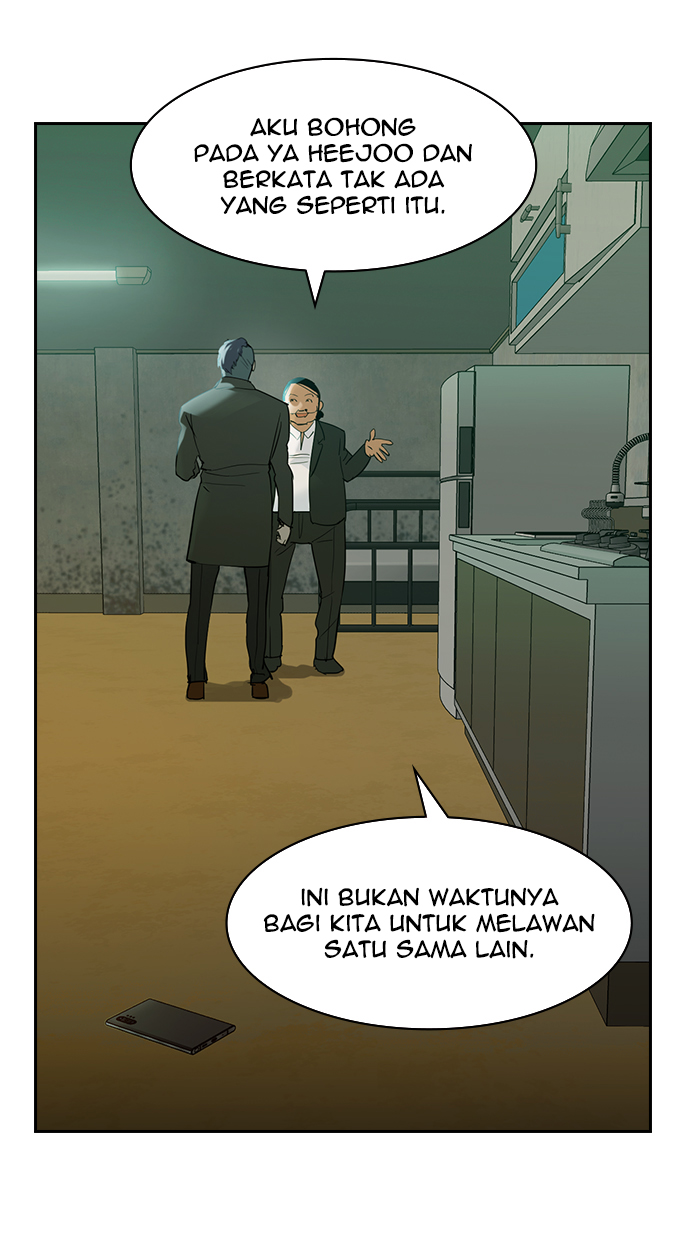 AKU BOHONG
PADA YA HEEJOO DAN
BERKATA TAK ADA
YANG SEPERTI ITU.
INI BUKAN WAKTUNYA
BAGI KITA UNTUK MELAWAN
SATU SAMA LAIN.